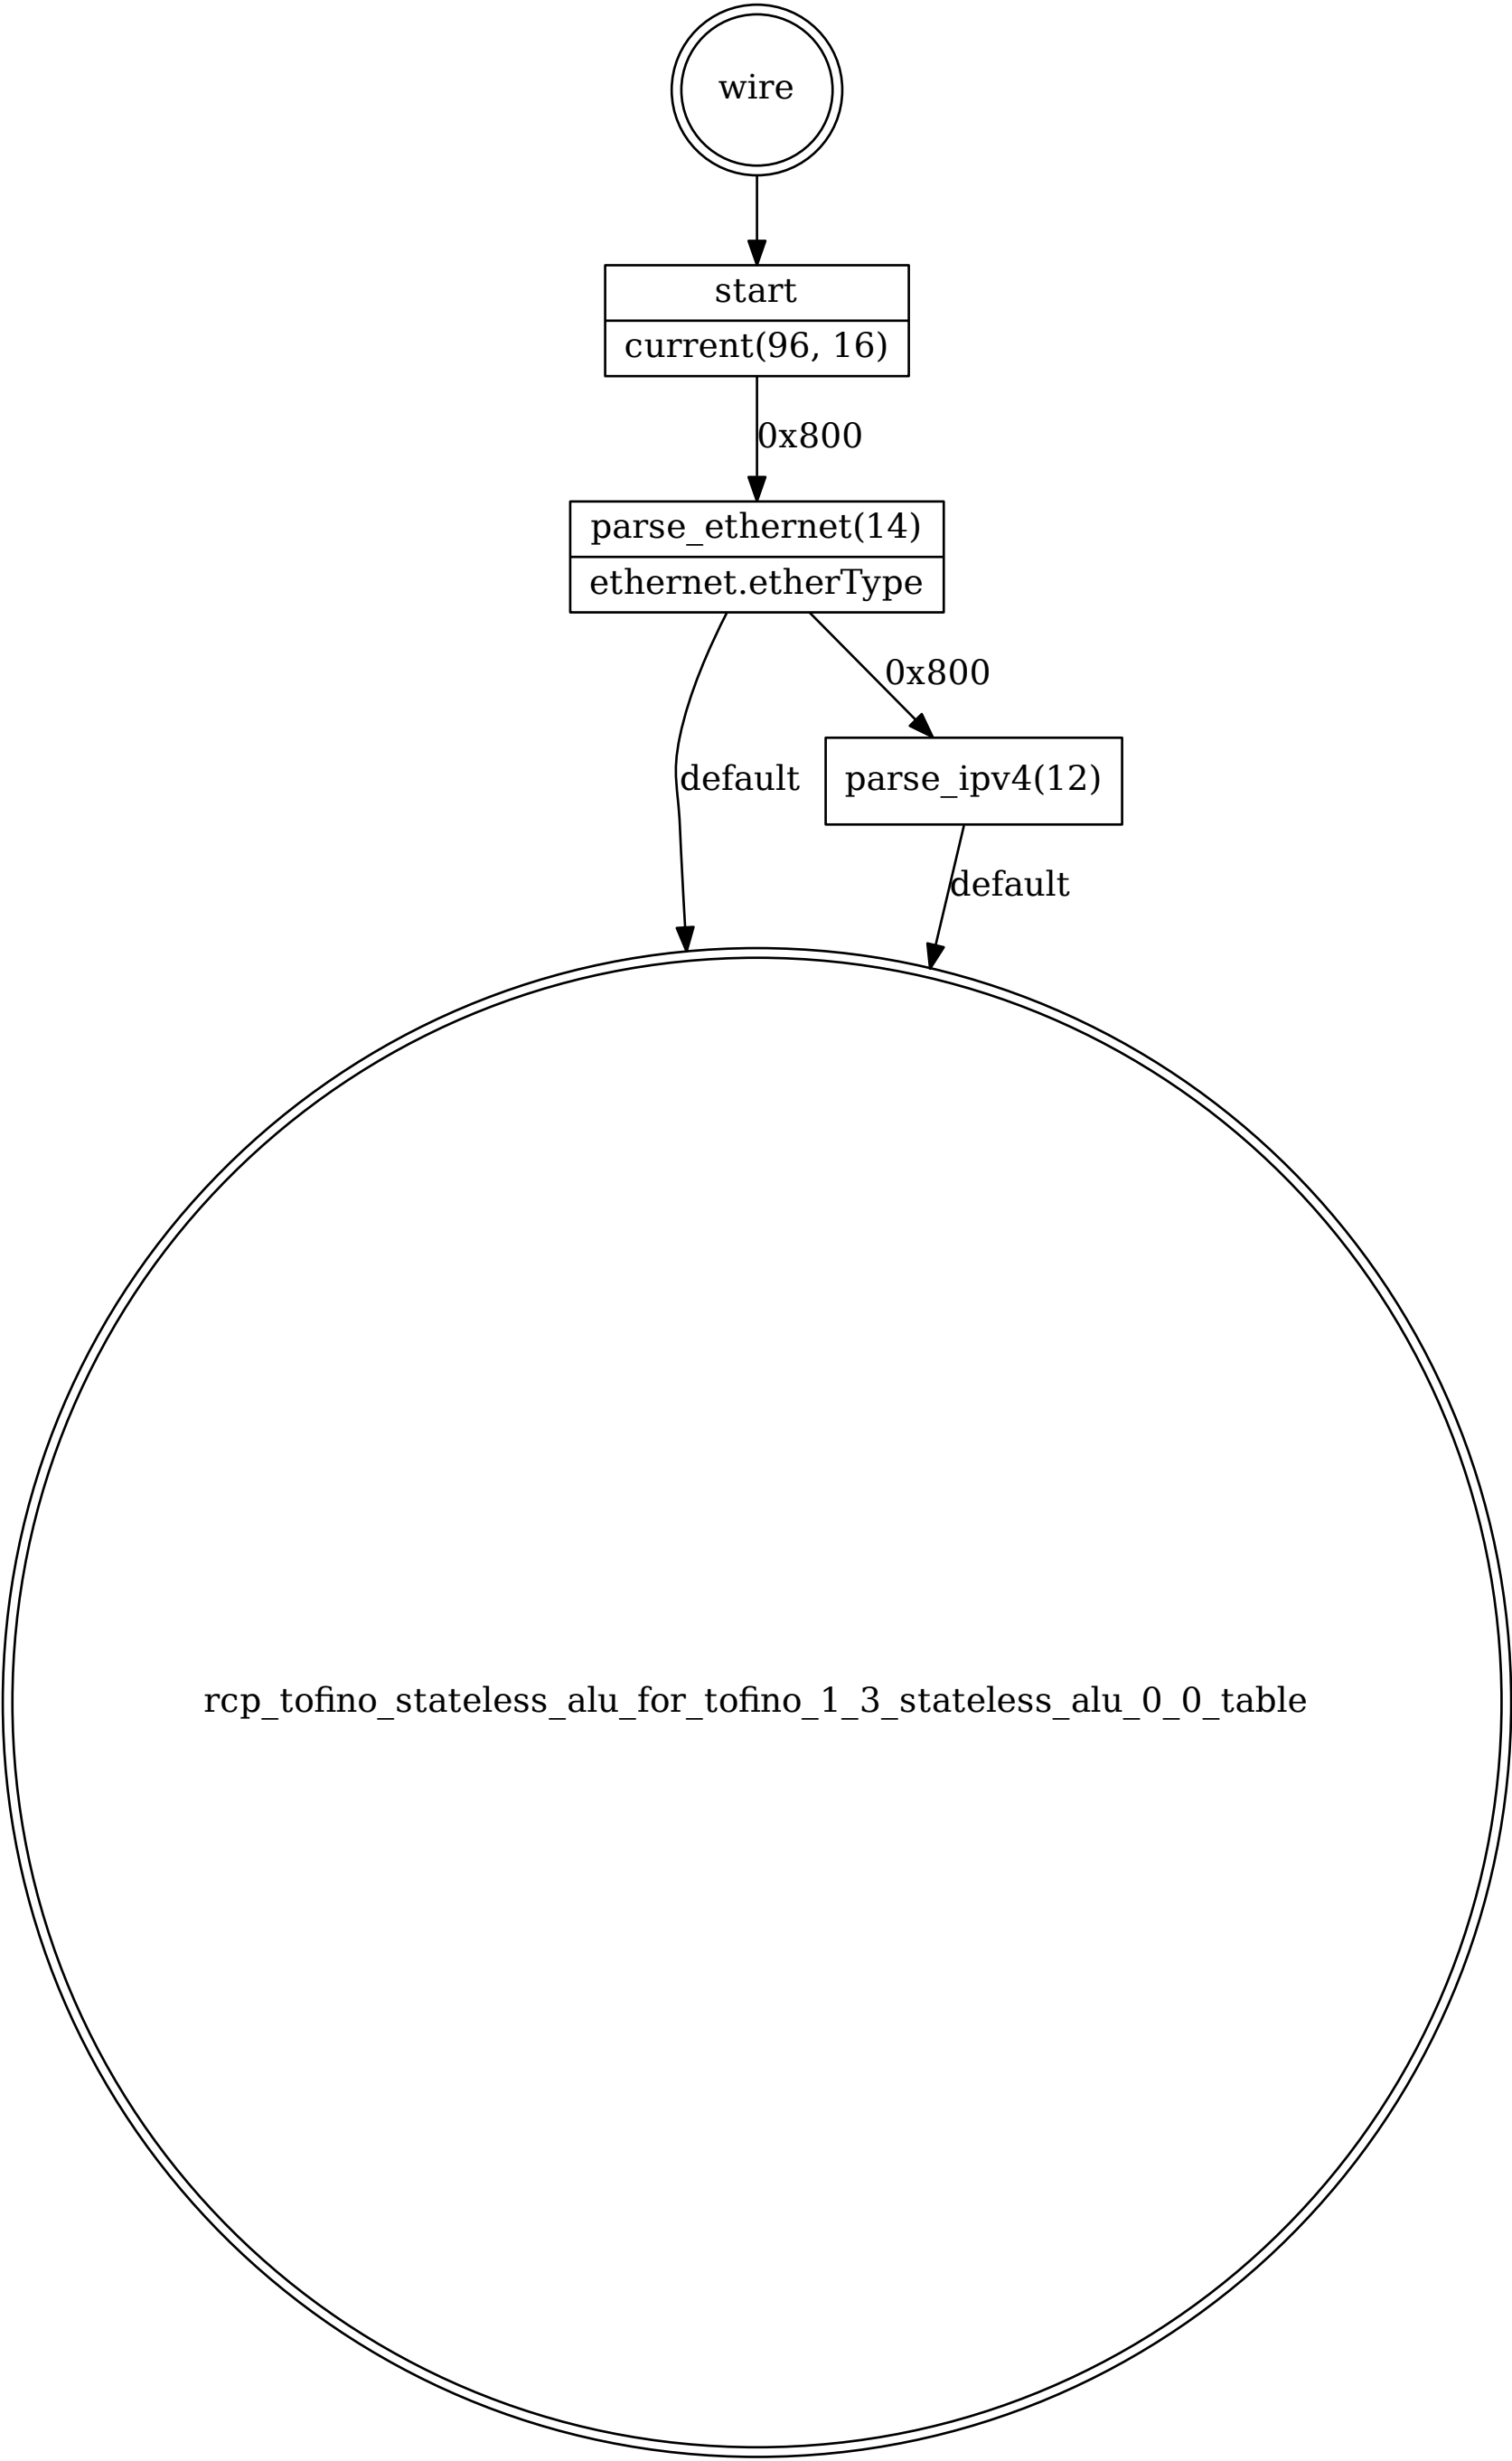 wire
start
current(96, 16)
0x800
parse_ethernet(14)
ethernet.etherType
0x800
default
parse_ipv4(12)
default
rcp_tofino_stateless_alu_for_tofino_1_3_stateless_alu_0_0_table